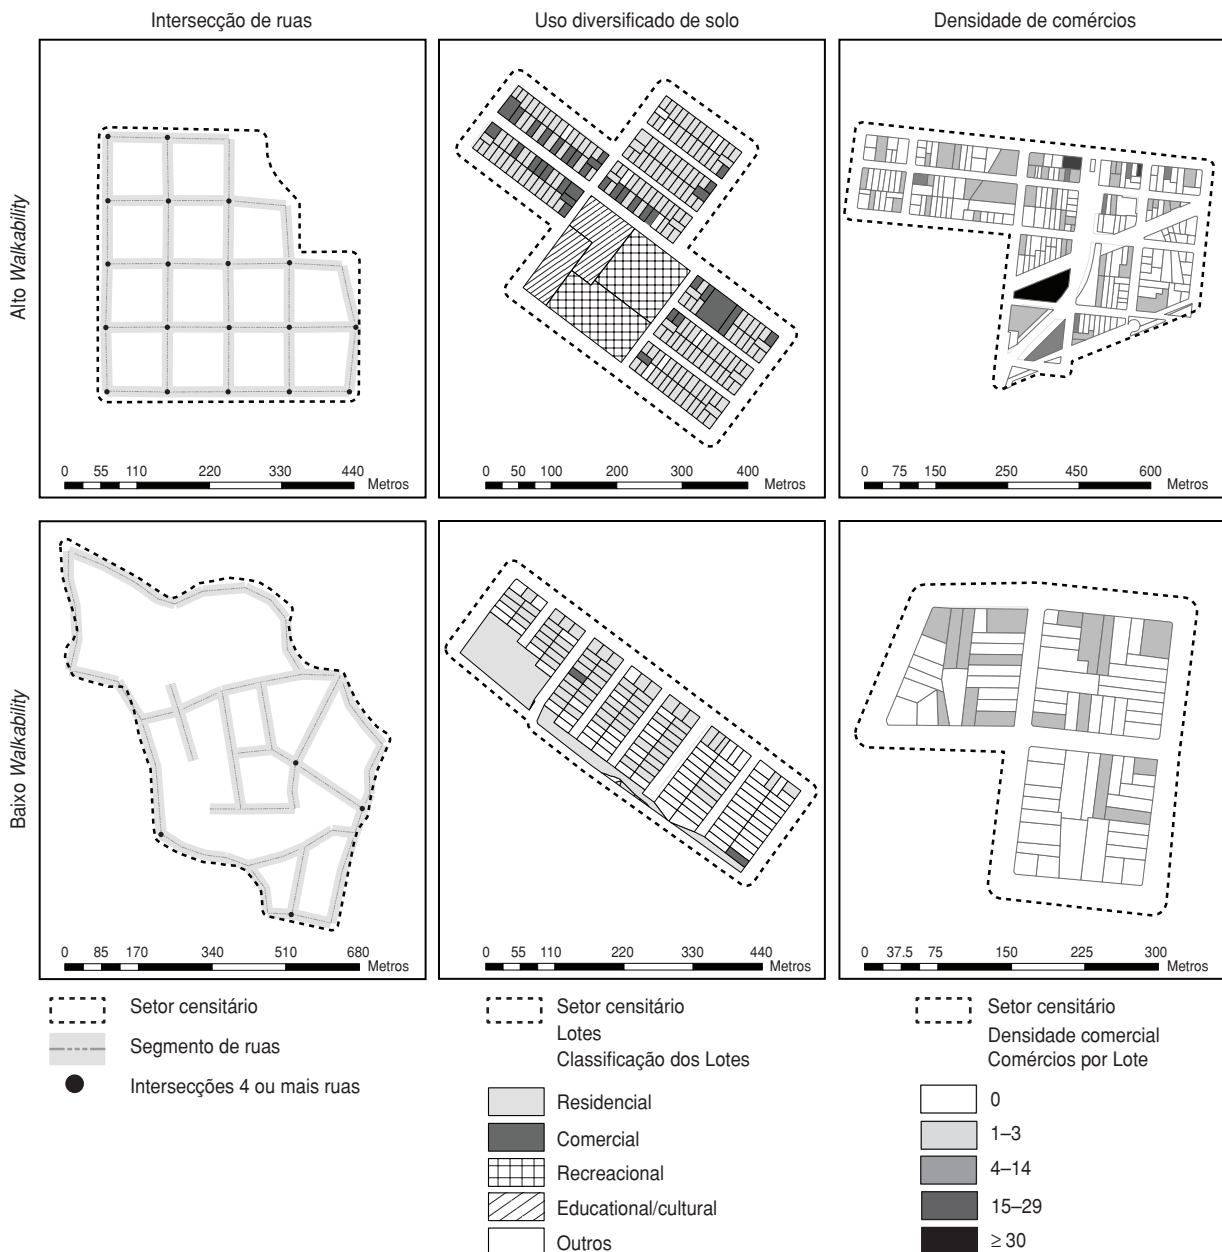 Intersecção de ruas
Uso diversificado de solo
Densidade de comércios
Alto Walkability
0 55 110 220 330 440 Metros
0 50 100 200 300 400 Metros
0 75 150 250 450 600 Metros
Baixo Walkability
0 85 170 340 510 680 Metros
0 55 110 220 330 440 Metros
0 37.5 75 150 225 300 Metros
Setor censitário
Segmento de ruas
Intersecções 4 ou mais ruas
Setor censitário
Lotes
Classificação dos Lotes
Residencial
Comercial
Recreacional
Educational/cultural
Outros
Setor censitário
Densidade comercial
Comércios por Lote
0
1–3
4–14
15–29
≥ 30